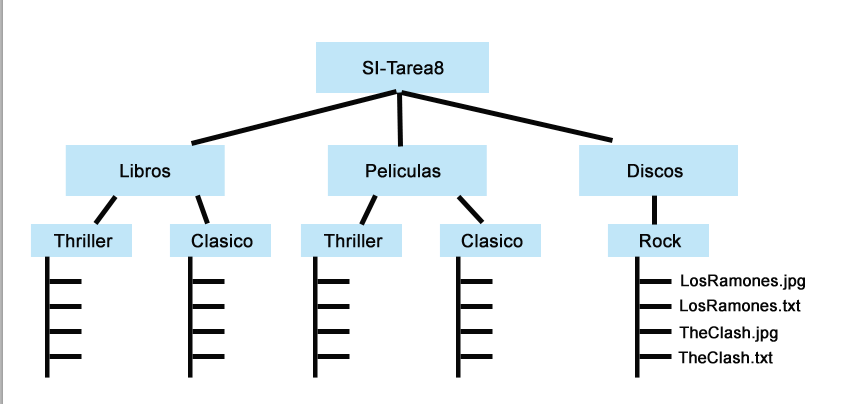 SI-Tarea8
Libros
Peliculas
Discos
Thriller
Clasico
Thriller
Clasico
Rock
LosRamones.jpg
LosRamones.txt
TheClash.jpg
TheClash.txt